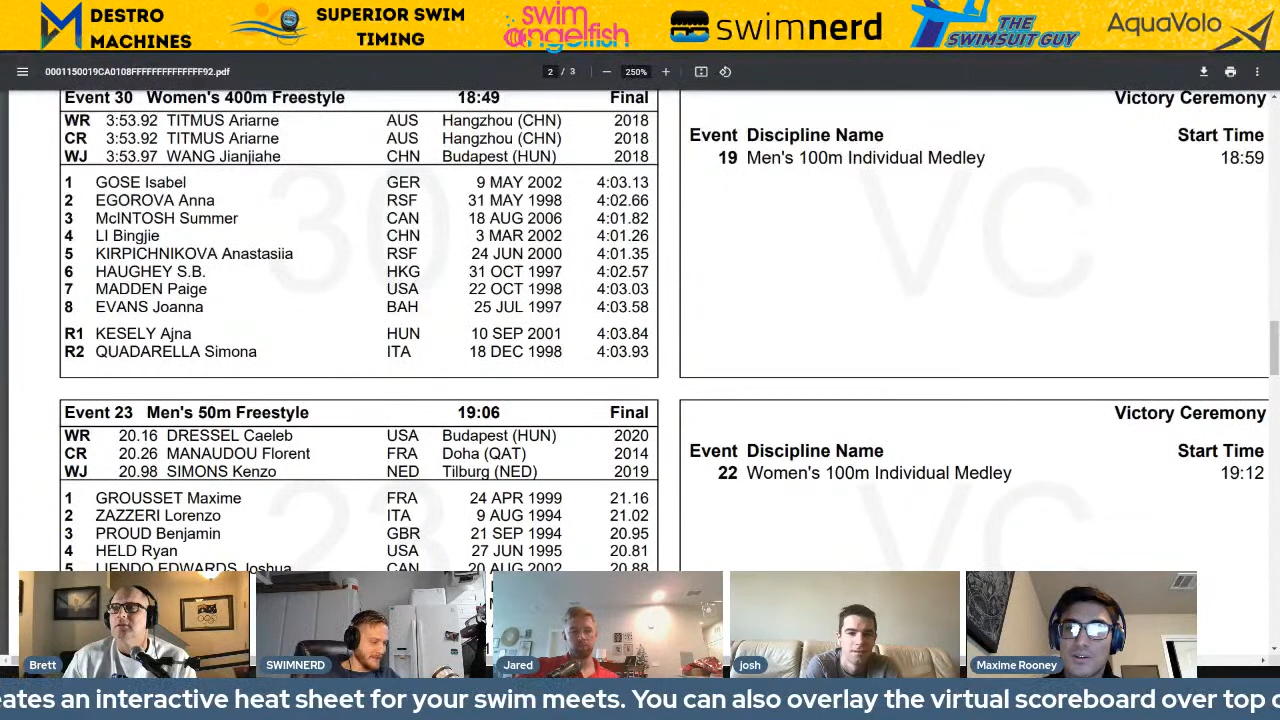 DESTRO
MACHINES
SUPERIOR SWIM
TIMING
swim
angelfish
swimnerd
THE
SWIMSUIT GUY
AquaVolo
0001150019CA0108FFFFFFFFFFFFFF92.pdf
2 / 3
250%
Event 30 Women's 400m Freestyle 18:49 Final
WR 3:53.92 TITMUS Ariarne AUS Hangzhou (CHN) 2018
CR 3:53.92 TITMUS Ariarne AUS Hangzhou (CHN) 2018
WJ 3:53.97 WANG Jianjiahe CHN Budapest (HUN) 2018
1 GOSE Isabel GER 9 MAY 2002 4:03.13
2 EGOROVA Anna RSF 31 MAY 1998 4:02.66
3 McINTOSH Summer CAN 18 AUG 2006 4:01.82
4 LI Bingjie CHN 3 MAR 2002 4:01.26
5 KIRPICHNIKOVA Anastasiia RSF 24 JUN 2000 4:01.35
6 HAUGHEY S.B. HKG 31 OCT 1997 4:02.57
7 MADDEN Paige USA 22 OCT 1998 4:03.03
8 EVANS Joanna BAH 25 JUL 1997 4:03.58
R1 KESELY Ajna HUN 10 SEP 2001 4:03.84
R2 QUADARELLA Simona ITA 18 DEC 1998 4:03.93
30
Victory Ceremony
Event Discipline Name Start Time
19 Men's 100m Individual Medley 18:59
VC
Event 23 Men's 50m Freestyle 19:06 Final
WR 20.16 DRESSEL Caeleb USA Budapest (HUN) 2020
CR 20.26 MANAUDOU Florent FRA Doha (QAT) 2014
WJ 20.98 SIMONS Kenzo NED Tilburg (NED) 2019
1 GROUSSET Maxime FRA 24 APR 1999 21.16
2 ZAZZERI Lorenzo ITA 9 AUG 1994 21.02
3 PROUD Benjamin GBR 21 SEP 1994 20.95
4 HELD Ryan USA 27 JUN 1995 20.81
5 LIENDO EDWARDS Joshua CAN 20 AUG 2002 20.88
23
Victory Ceremony
Event Discipline Name Start Time
22 Women's 100m Individual Medley 19:12
VC
Brett
SWIMNERD
Jared
josh
Maxime Rooney
eates an interactive heat sheet for your swim meets. You can also overlay the virtual scoreboard over top